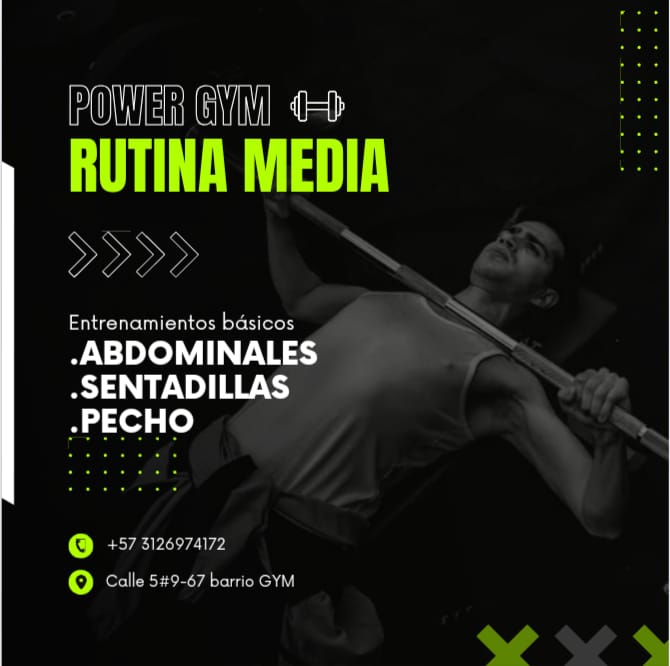 POWER GYM
RUTINA MEDIA
Entrenamientos básicos
.ABDOMINALES
.SENTADILLAS
.PECHO
+57 3126974172
Calle 5#9-67 barrio GYM